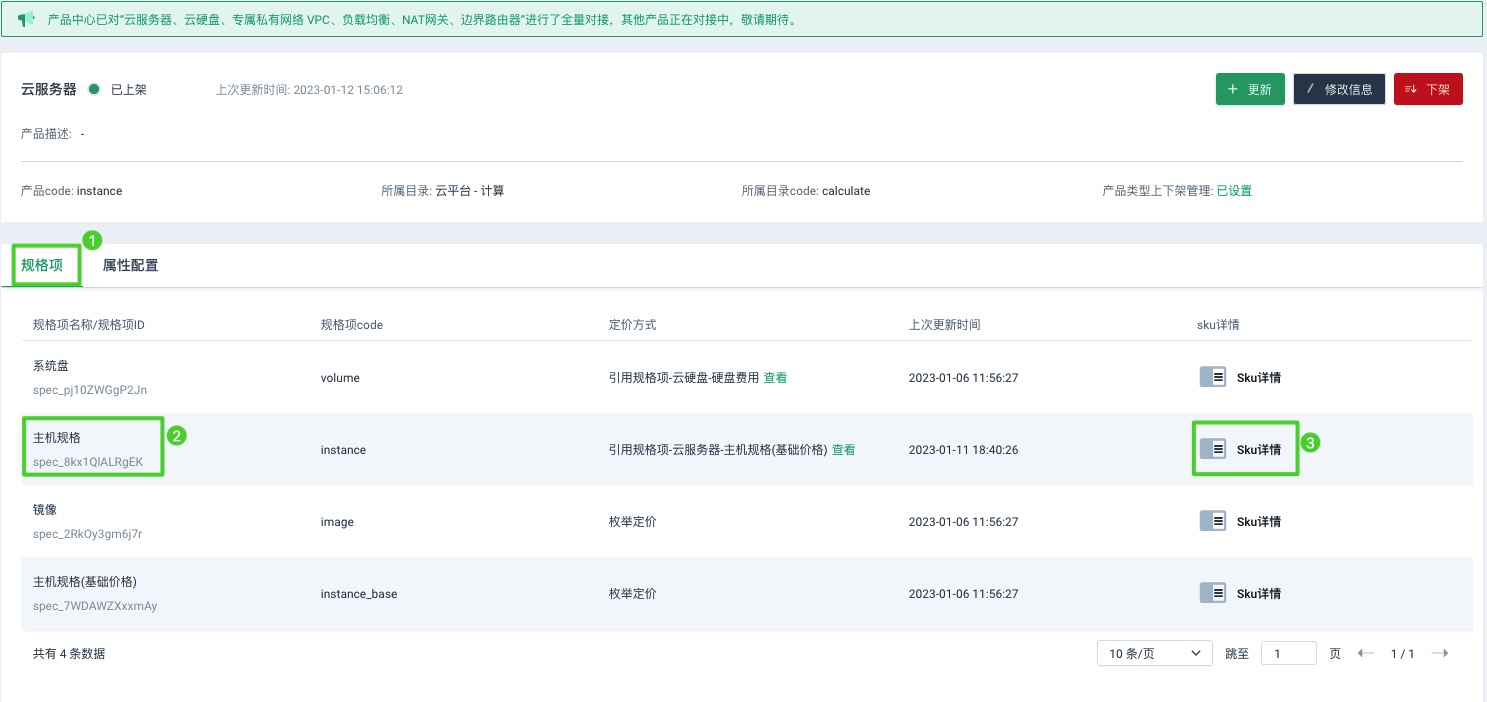 产品中心已对“云服务器、云硬盘、专属私有网络 VPC、负载均衡、NAT网关、边界路由器”进行了全量对接，其他产品正在对接中，敬请期待。
云服务器 已上架 上次更新时间: 2023-01-12 15:06:12 更新 修改信息 下架
产品描述: -
产品code: instance 所属目录: 云平台 - 计算 所属目录code: calculate 产品类型上下架管理: 已设置
1
规格项 属性配置
规格项名称/规格项ID 规格项code 定价方式 上次更新时间 sku详情
系统盘
spec_pj10ZWGgP2Jn volume 引用规格项-云硬盘-硬盘费用 查看 2023-01-06 11:56:27 Sku详情
主机规格 2
spec_8kx1QlALRgEK instance 引用规格项-云服务器-主机规格(基础价格) 查看 2023-01-11 18:40:26 Sku详情 3
镜像
spec_2RkOy3gm6j7r image 枚举定价 2023-01-06 11:56:27 Sku详情
主机规格(基础价格)
spec_7WDAWZXxxmAy instance_base 枚举定价 2023-01-06 11:56:27 Sku详情
共有 4 条数据 10 条/页 跳至 1 页 1 / 1